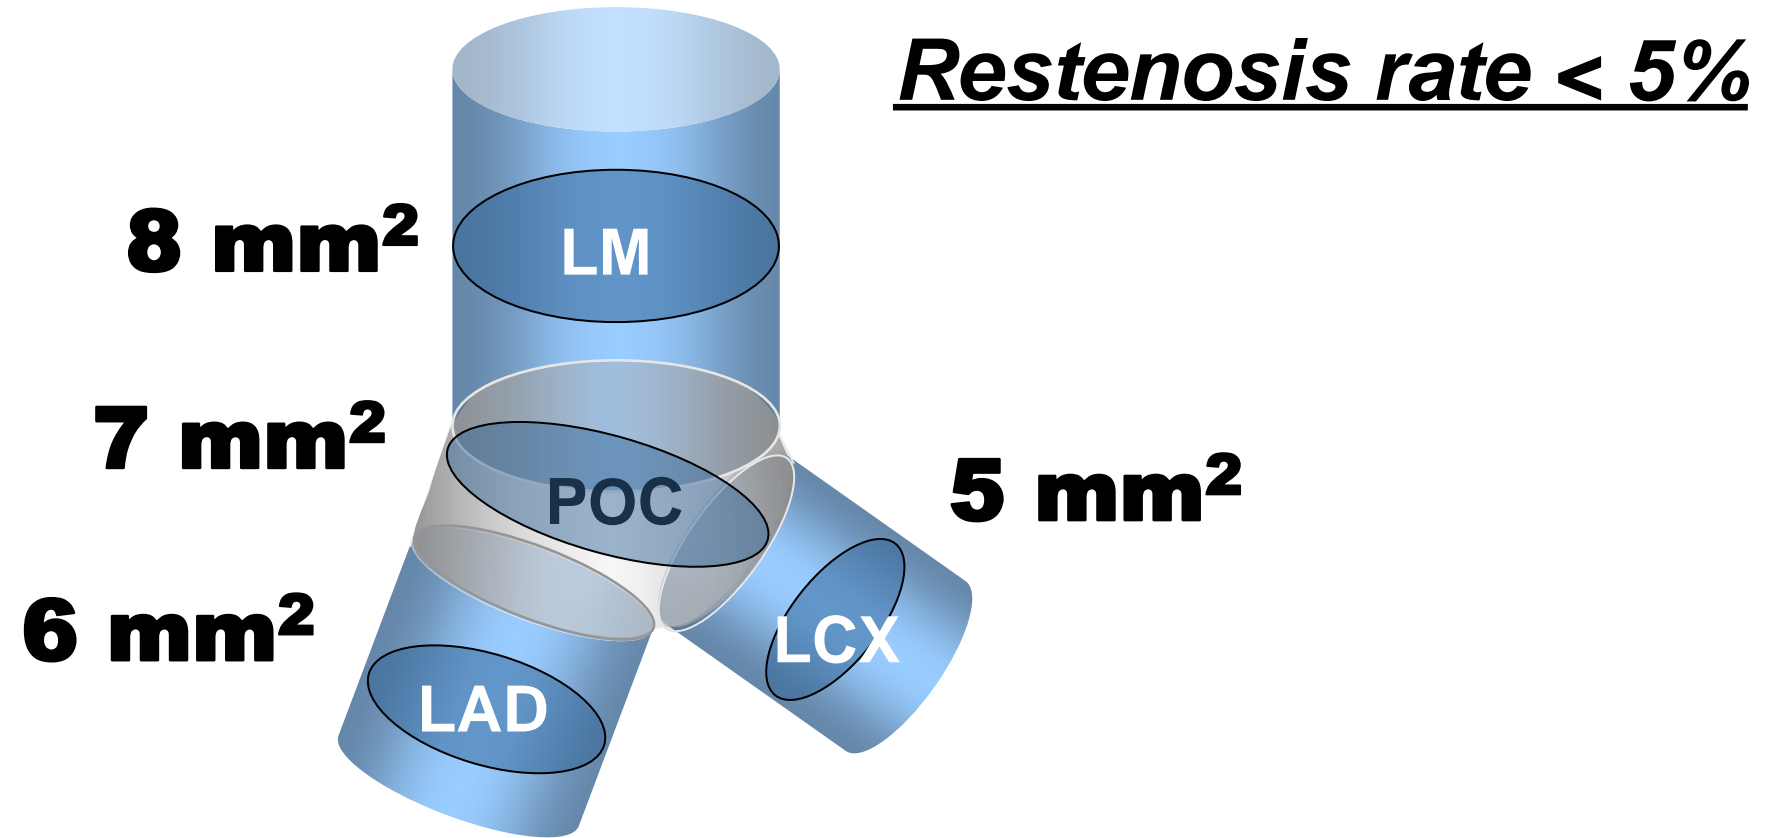 Restenosis rate < 5%
8 mm²
LM
7 mm²
POC
5 mm²
6 mm²
LCX
LAD